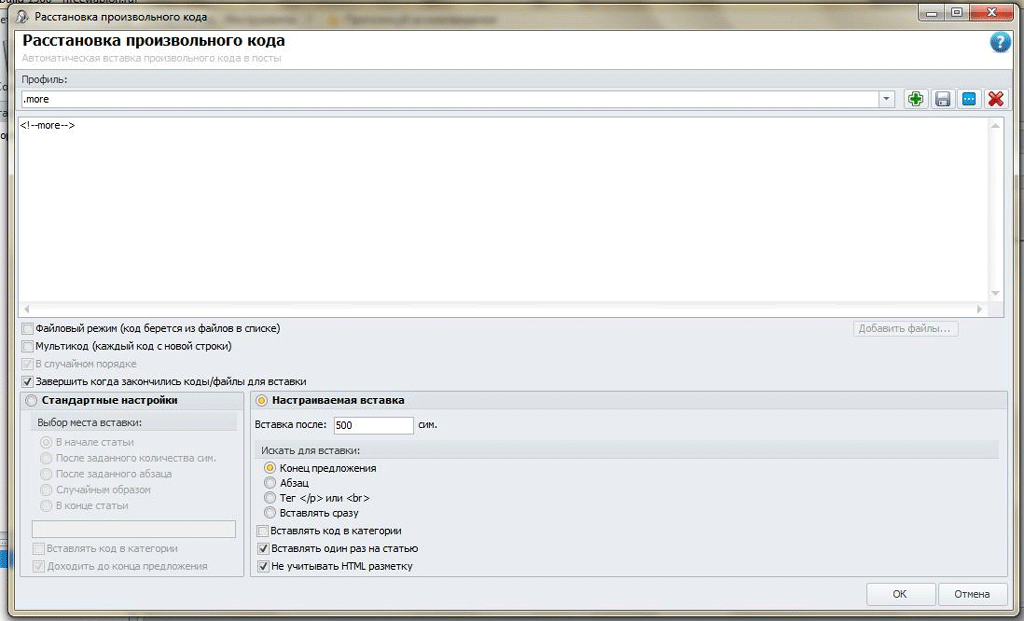 Расстановка произвольного кода
Расстановка произвольного кода
Автоматическая вставка произвольного кода в посты
Профиль:
.more
<!--more-->
Файловый режим (код берется из файлов в списке)
Добавить файлы...
Мультикод (каждый код с новой строки)
В случайном порядке
Завершить когда закончились коды/файлы для вставки
Стандартные настройки
Выбор места вставки:
В начале статьи
После заданного количества сим.
После заданного абзаца
Случайным образом
В конце статьи
Вставлять код в категории
Доходить до конца предложения
Настраиваемая вставка
Вставка после: 500 сим.
Искать для вставки:
Конец предложения
Абзац
Тег </p> или <br>
Вставлять сразу
Вставлять код в категории
Вставлять один раз на статью
Не учитывать HTML разметку
ОК
Отмена